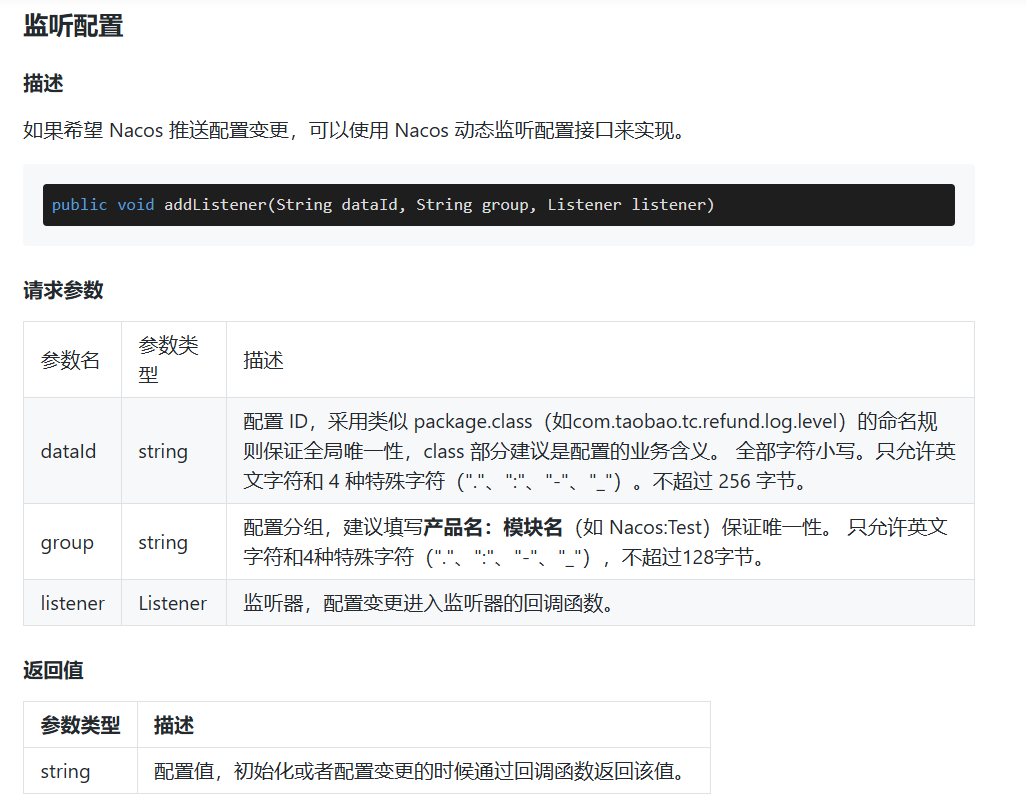 监听配置
描述
如果希望 Nacos 推送配置变更，可以使用 Nacos 动态监听配置接口来实现。
public void addListener(String dataId, String group, Listener listener)
请求参数
参数名
参数类
型
描述
dataId
string
配置 ID，采用类似 package.class（如com.taobao.tc.refund.log.level）的命名规
则保证全局唯一性，class 部分建议是配置的业务含义。 全部字符小写。只允许英
文字符和 4 种特殊字符（"."、":"、"-"、"_"）。不超过 256 字节。
group
string
配置分组，建议填写产品名：模块名（如 Nacos:Test）保证唯一性。 只允许英文
字符和4种特殊字符（"."、":"、"-"、"_"），不超过128字节。
listener
Listener
监听器，配置变更进入监听器的回调函数。
返回值
参数类型
描述
string
配置值，初始化或者配置变更的时候通过回调函数返回该值。